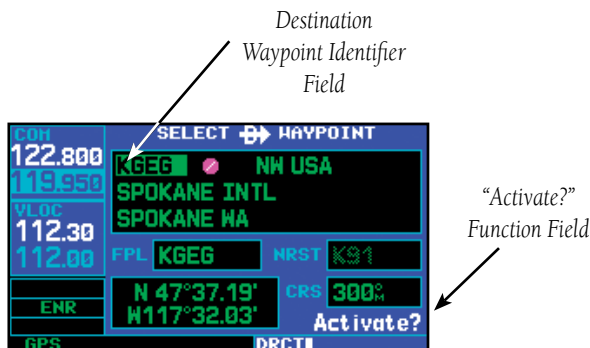 Destination
Waypoint Identifier
Field
"Activate?"
Function Field
COM
122.800
119.950
VLOC
112.30
112.00
ENR
GPS
SELECT D WAYPOINT
KGEG NW USA
SPOKANE INTL
SPOKANE WA
FPL KGEG NRST K91
N 47°37.19' CRS 300°M
W117°32.03' Activate?
DRCT